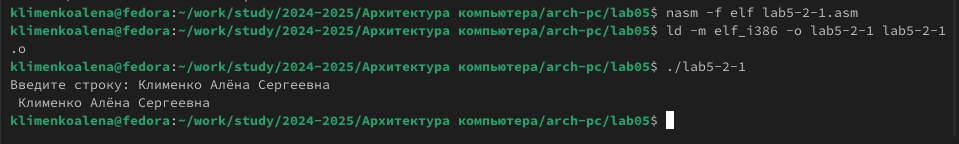 klimenkoalena@fedora:~/work/study/2024-2025/Архитектура компьютера/arch-pc/lab05$ nasm -f elf lab5-2-1.asm
klimenkoalena@fedora:~/work/study/2024-2025/Архитектура компьютера/arch-pc/lab05$ ld -m elf_i386 -o lab5-2-1 lab5-2-1
.o
klimenkoalena@fedora:~/work/study/2024-2025/Архитектура компьютера/arch-pc/lab05$ ./lab5-2-1
Введите строку: Клименко Алёна Сергеевна
 Клименко Алёна Сергеевна
klimenkoalena@fedora:~/work/study/2024-2025/Архитектура компьютера/arch-pc/lab05$